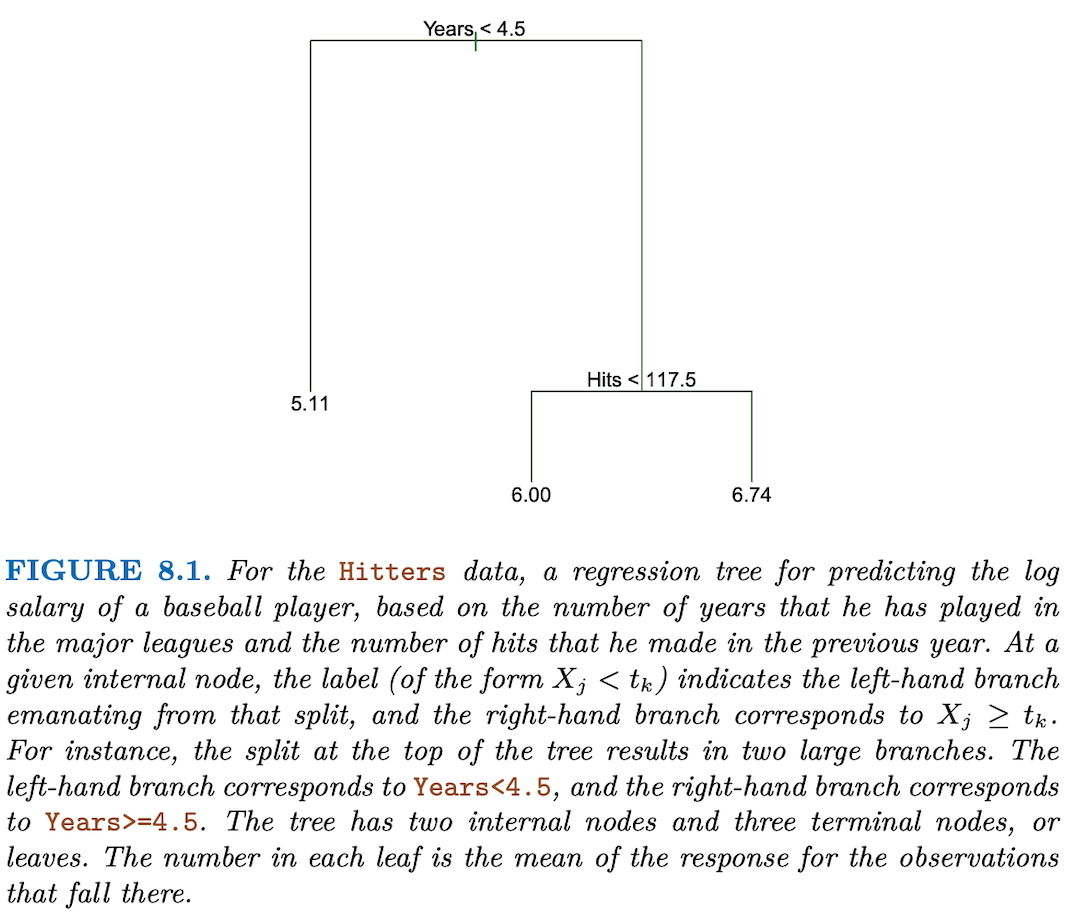 Years < 4.5
Hits < 117.5
5.11
6.00
6.74
FIGURE 8.1. For the Hitters data, a regression tree for predicting the log
salary of a baseball player, based on the number of years that he has played in
the major leagues and the number of hits that he made in the previous year. At a
given internal node, the label (of the form Xⱼ < tₖ) indicates the left-hand branch
emanating from that split, and the right-hand branch corresponds to Xⱼ ≥ tₖ.
For instance, the split at the top of the tree results in two large branches. The
left-hand branch corresponds to Years<4.5, and the right-hand branch corresponds
to Years>=4.5. The tree has two internal nodes and three terminal nodes, or
leaves. The number in each leaf is the mean of the response for the observations
that fall there.